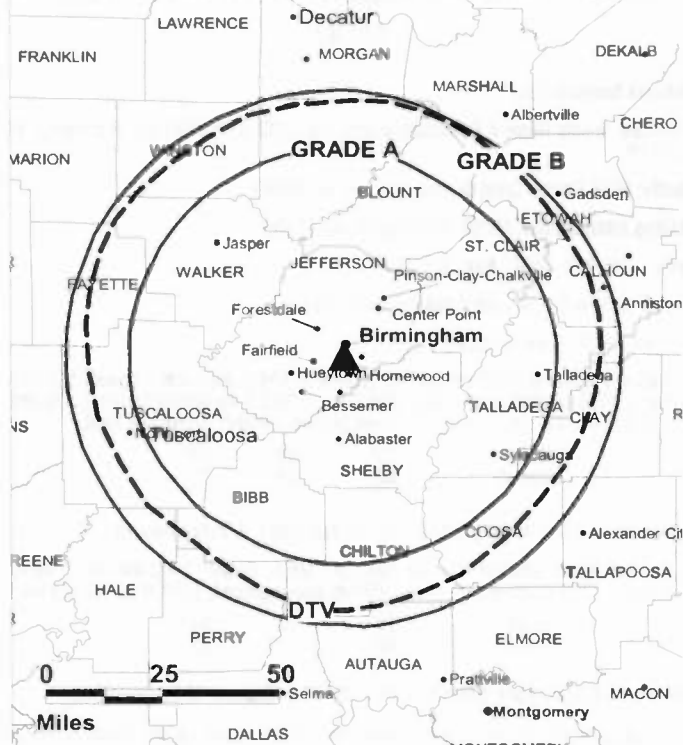 LAWRENCE
Decatur
FRANKLIN
MORGAN
DEKALB
MARSHALL
Albertville
CHERO
MARION
WINSTON
GRADE A
GRADE B
BLOUNT
Gadsden
ETOWAH
Jasper
WALKER
JEFFERSON
ST. CLAIR
CALHOUN
Pinson-Clay-Chalkville
FAYETTE
Center Point
Anniston
Forestdale
Birmingham
Fairfield
Hueytown
Homewood
Talladega
Bessemer
TUSCALOOSA
TALLADEGA
CLAY
R
NS
Tuscaloosa
Alabaster
Sylacauga
SHELBY
BIBB
COOSA
Alexander Cit
CHILTON
REENE
HALE
TALLAPOOSA
DTV
PERRY
ELMORE
AUTAUGA
0 25 50
Miles
Selma
Prattville
MACON
Montgomery
DALLAS
MONTGOMERY